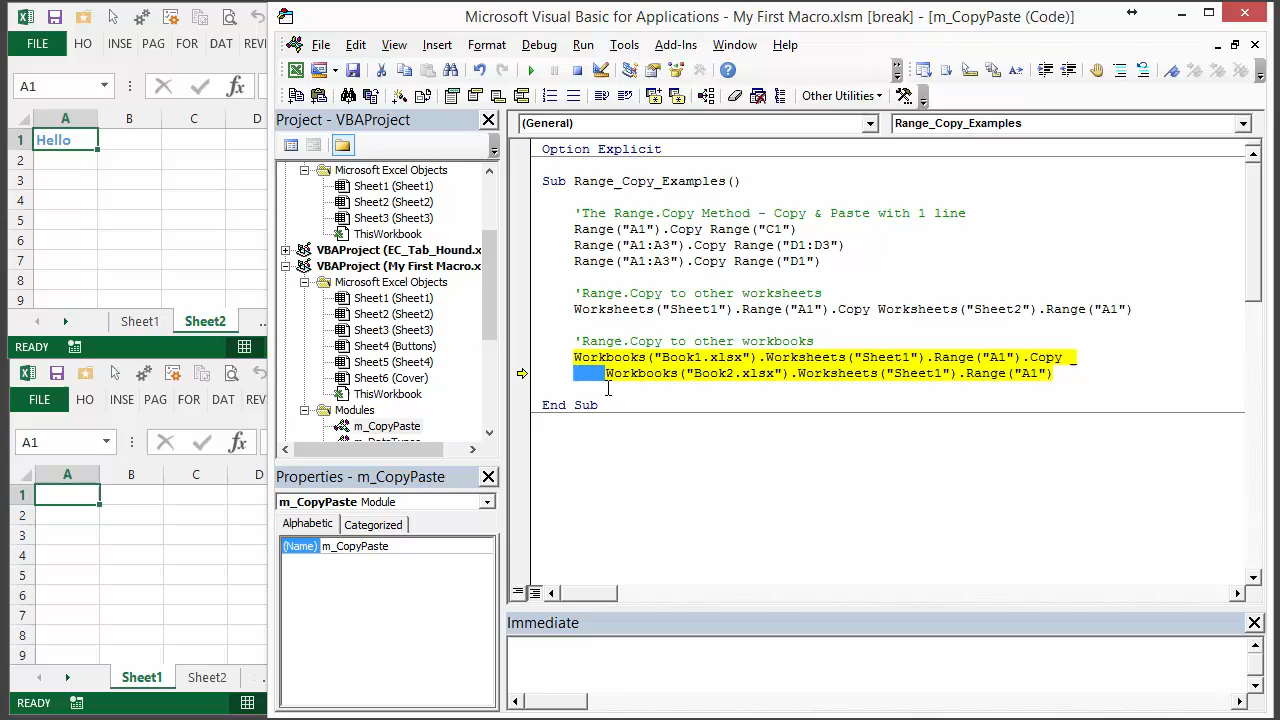 FILE HO INSE PAG FOR DAT REV
A1
A B C D
1 Hello
2
3
4
5
6
7
8
9
Sheet1 Sheet2 ...
READY
FILE HO INSE PAG FOR DAT REV
A1
A B C D
1
2
3
4
5
6
7
8
9
Sheet1 Sheet2
READY
Microsoft Visual Basic for Applications - My First Macro.xlsm [break] - [m_CopyPaste (Code)]
File Edit View Insert Format Debug Run Tools Add-Ins Window Help
Other Utilities
Project - VBAProject
Microsoft Excel Objects
Sheet1 (Sheet1)
Sheet2 (Sheet2)
Sheet3 (Sheet3)
ThisWorkbook
VBAProject (EC_Tab_Hound.x
VBAProject (My First Macro.x
Microsoft Excel Objects
Sheet1 (Sheet1)
Sheet2 (Sheet2)
Sheet3 (Sheet3)
Sheet4 (Buttons)
Sheet5 (Sheet4)
Sheet6 (Cover)
ThisWorkbook
Modules
m_CopyPaste
Properties - m_CopyPaste
m_CopyPaste Module
Alphabetic Categorized
(Name) m_CopyPaste
(General) Range_Copy_Examples
Option Explicit
Sub Range_Copy_Examples()
'The Range.Copy Method - Copy & Paste with 1 line
Range("A1").Copy Range("C1")
Range("A1:A3").Copy Range("D1:D3")
Range("A1:A3").Copy Range("D1")
'Range.Copy to other worksheets
Worksheets("Sheet1").Range("A1").Copy Worksheets("Sheet2").Range("A1")
'Range.Copy to other workbooks
Workbooks("Book1.xlsx").Worksheets("Sheet1").Range("A1").Copy _
Workbooks("Book2.xlsx").Worksheets("Sheet1").Range("A1")
End Sub
Immediate